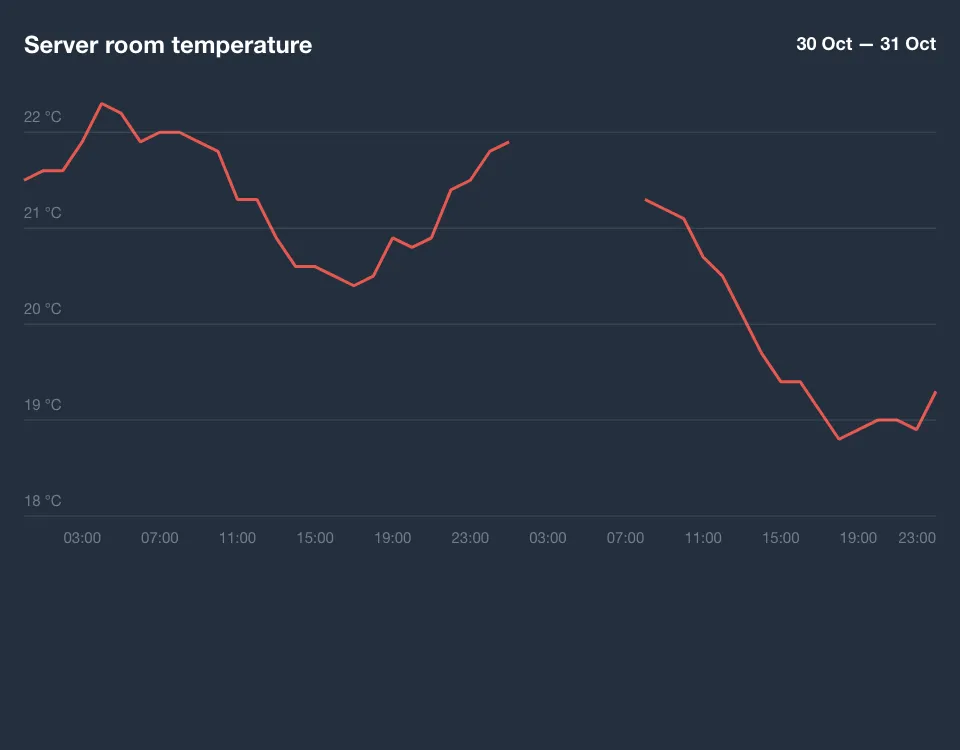 Server room temperature
30 Oct — 31 Oct
22 °C
21 °C
20 °C
19 °C
18 °C
03:00 07:00 11:00 15:00 19:00 23:00 03:00 07:00 11:00 15:00 19:00 23:00